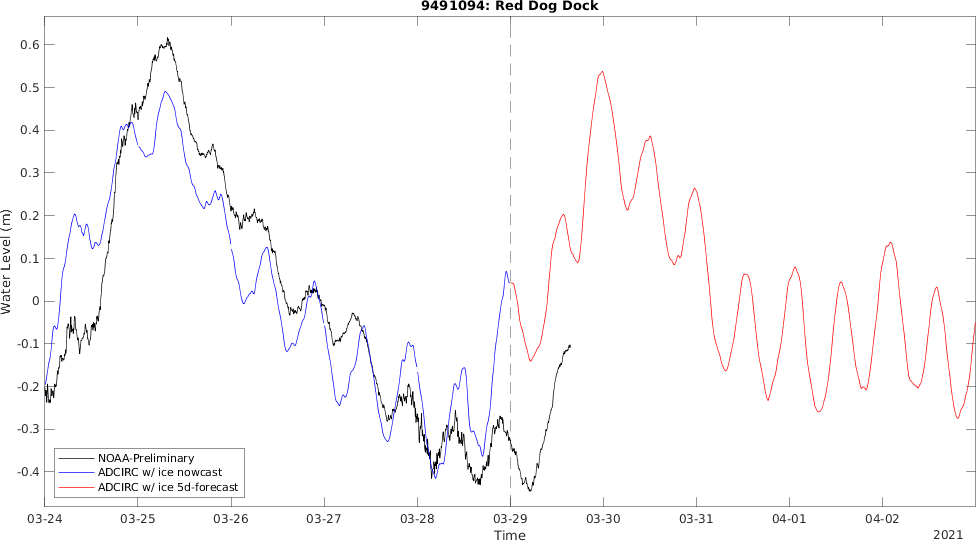 9491094: Red Dog Dock
Water Level (m)
0.6
0.5
0.4
0.3
0.2
0.1
0
-0.1
-0.2
-0.3
-0.4
NOAA-Preliminary
ADCIRC w/ ice nowcast
ADCIRC w/ ice 5d-forecast
03-24 03-25 03-26 03-27 03-28 03-29 03-30 03-31 04-01 04-02
Time
2021